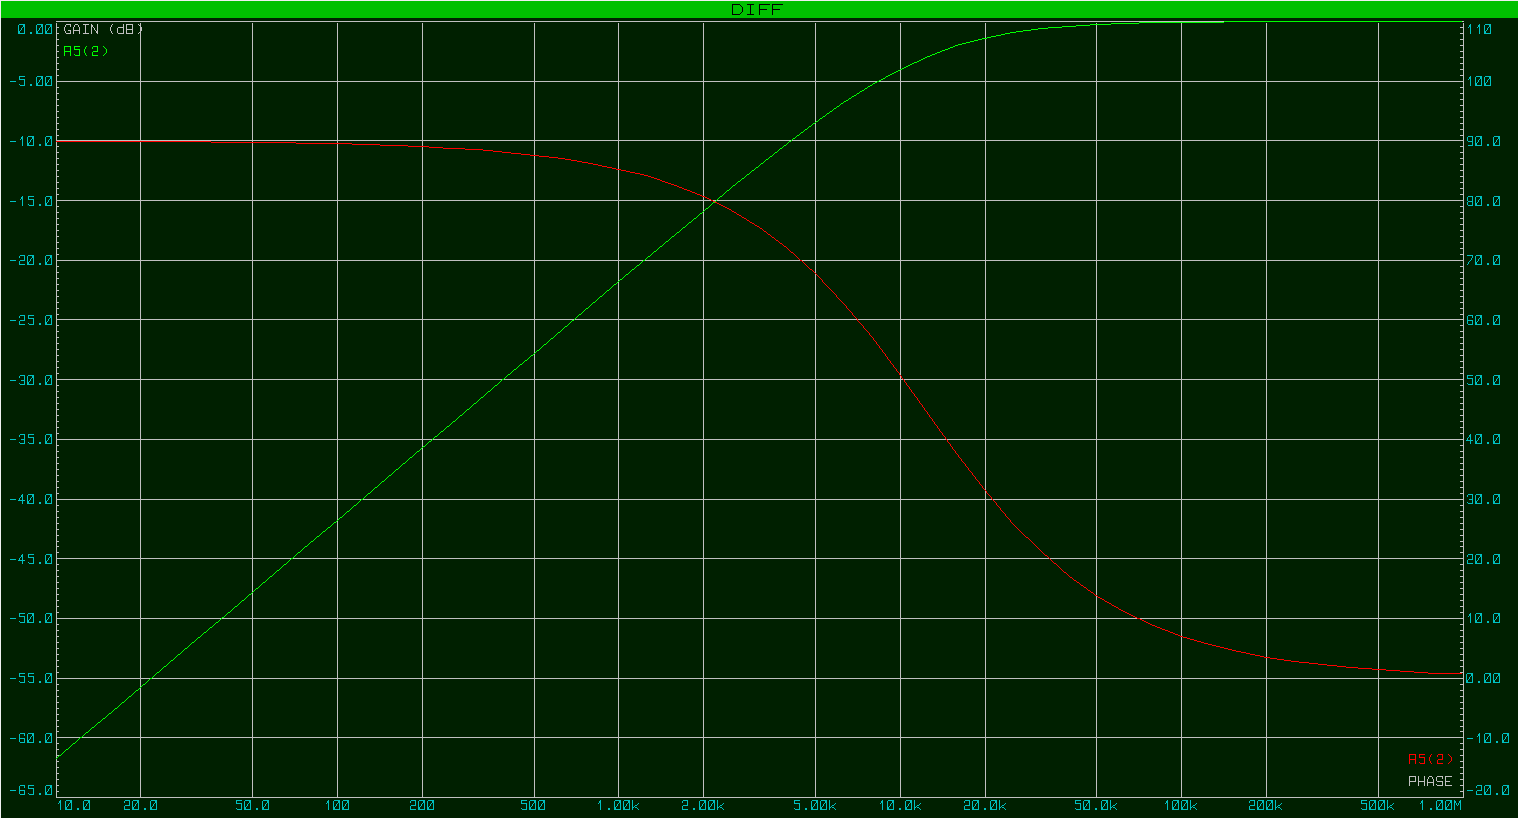 DIFF
0.00 GAIN (dB) 110
A5(2)
-5.00 100
-10.0 90.0
-15.0 80.0
-20.0 70.0
-25.0 60.0
-30.0 50.0
-35.0 40.0
-40.0 30.0
-45.0 20.0
-50.0 10.0
-55.0 0.00
-60.0 -10.0
A5(2)
PHASE
-65.0 -20.0
10.0 20.0 50.0 100 200 500 1.00k 2.00k 5.00k 10.0k 20.0k 50.0k 100k 200k 500k 1.00M